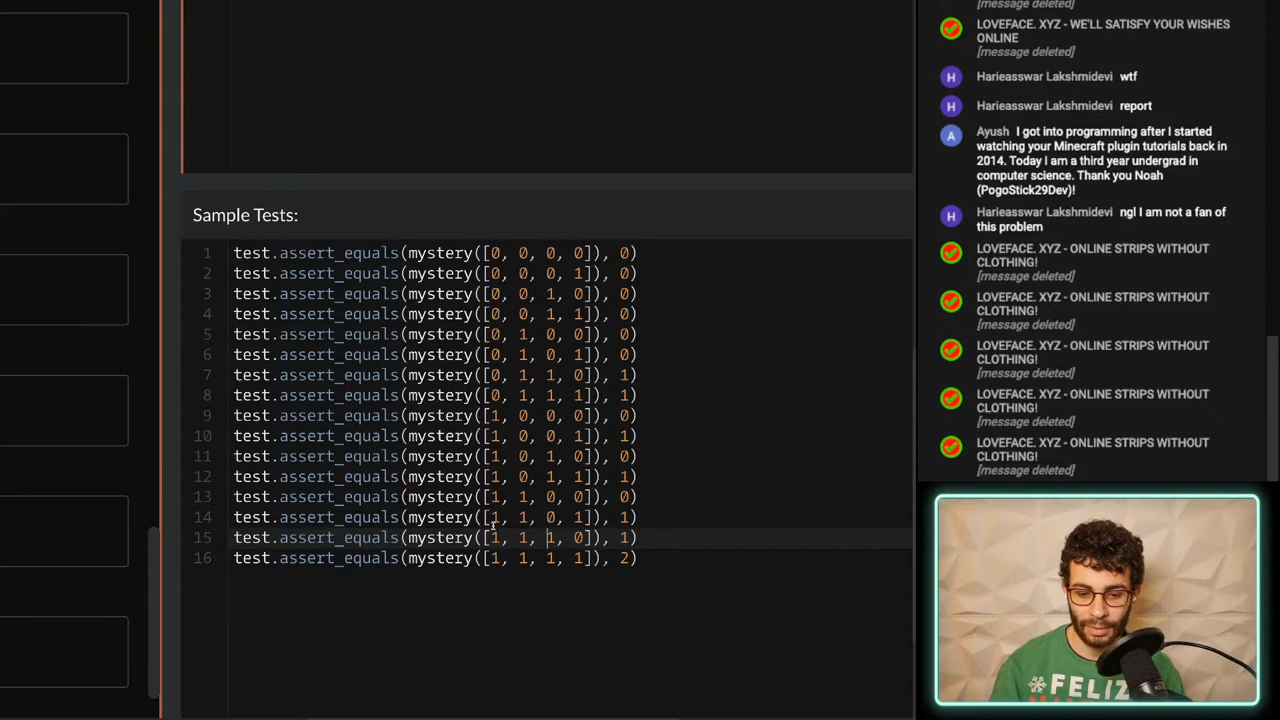 Sample Tests:
1 test.assert_equals(mystery([0, 0, 0, 0]), 0)
2 test.assert_equals(mystery([0, 0, 0, 1]), 0)
3 test.assert_equals(mystery([0, 0, 1, 0]), 0)
4 test.assert_equals(mystery([0, 0, 1, 1]), 0)
5 test.assert_equals(mystery([0, 1, 0, 0]), 0)
6 test.assert_equals(mystery([0, 1, 0, 1]), 0)
7 test.assert_equals(mystery([0, 1, 1, 0]), 1)
8 test.assert_equals(mystery([0, 1, 1, 1]), 1)
9 test.assert_equals(mystery([1, 0, 0, 0]), 0)
10 test.assert_equals(mystery([1, 0, 0, 1]), 1)
11 test.assert_equals(mystery([1, 0, 1, 0]), 0)
12 test.assert_equals(mystery([1, 0, 1, 1]), 1)
13 test.assert_equals(mystery([1, 1, 0, 0]), 0)
14 test.assert_equals(mystery([1, 1, 0, 1]), 1)
15 test.assert_equals(mystery([1, 1, 1, 0]), 1)
16 test.assert_equals(mystery([1, 1, 1, 1]), 2)
[message deleted]
LOVEFACE. XYZ - WE'LL SATISFY YOUR WISHES
ONLINE
[message deleted]
H Harieasswar Lakshmidevi wtf
H Harieasswar Lakshmidevi report
A Ayush I got into programming after I started
watching your Minecraft plugin tutorials back in
2014. Today I am a third year undergrad in
computer science. Thank you Noah
(PogoStick29Dev)!
H Harieasswar Lakshmidevi ngl I am not a fan of
this problem
LOVEFACE. XYZ - ONLINE STRIPS WITHOUT
CLOTHING!
[message deleted]
LOVEFACE. XYZ - ONLINE STRIPS WITHOUT
CLOTHING!
[message deleted]
LOVEFACE. XYZ - ONLINE STRIPS WITHOUT
CLOTHING!
[message deleted]
LOVEFACE. XYZ - ONLINE STRIPS WITHOUT
CLOTHING!
[message deleted]
LOVEFACE. XYZ - ONLINE STRIPS WITHOUT
CLOTHING!
[message deleted]
FELIZ